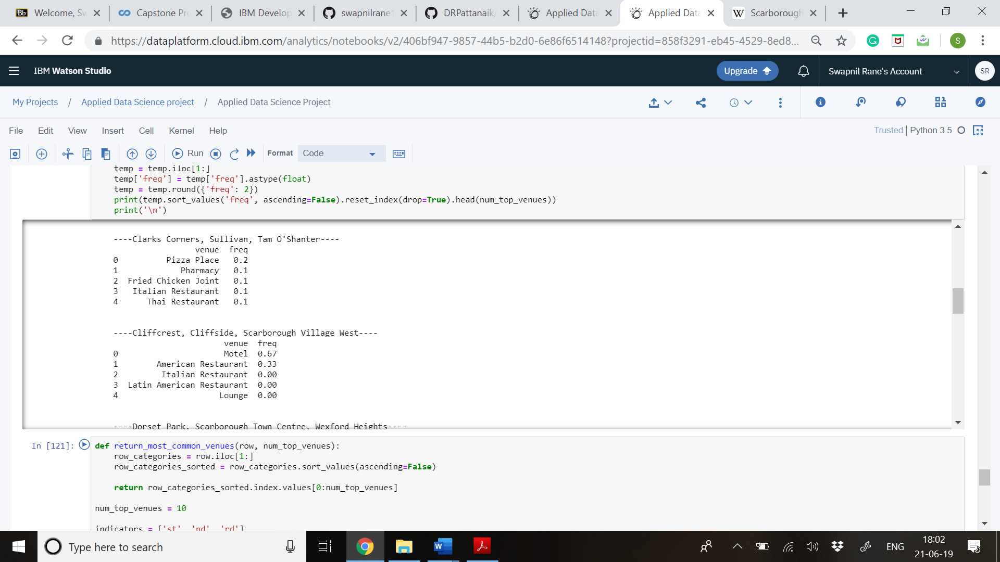 Bb Welcome, Sw
Capstone Pr
IBM Develop
swapnilrane1
DRPattanaik/
Applied Data
Applied Data
W Scarborough
https://dataplatform.cloud.ibm.com/analytics/notebooks/v2/406bf947-9857-44b5-b2d0-6e86f6514148?projectid=858f3291-eb45-4529-8ed8...
S
IBM Watson Studio
Upgrade
Swapnil Rane's Account
SR
My Projects / Applied Data Science project / Applied Data Science Project
File Edit View Insert Cell Kernel Help
Trusted | Python 3.5
Run
Format
Code
temp = temp.iloc[1:]
temp['freq'] = temp['freq'].astype(float)
temp = temp.round({'freq': 2})
print(temp.sort_values('freq', ascending=False).reset_index(drop=True).head(num_top_venues))
print('\n')
----Clarks Corners, Sullivan, Tam O'Shanter----
venue freq
0 Pizza Place 0.2
1 Pharmacy 0.1
2 Fried Chicken Joint 0.1
3 Italian Restaurant 0.1
4 Thai Restaurant 0.1
----Cliffcrest, Cliffside, Scarborough Village West----
venue freq
0 Motel 0.67
1 American Restaurant 0.33
2 Italian Restaurant 0.00
3 Latin American Restaurant 0.00
4 Lounge 0.00
----Dorset Park, Scarborough Town Centre, Wexford Heights----
In [121]: def return_most_common_venues(row, num_top_venues):
row_categories = row.iloc[1:]
row_categories_sorted = row_categories.sort_values(ascending=False)
return row_categories_sorted.index.values[0:num_top_venues]
num_top_venues = 10
indicators = ['st', 'nd', 'rd']
Type here to search
ENG
18:02
21-06-19